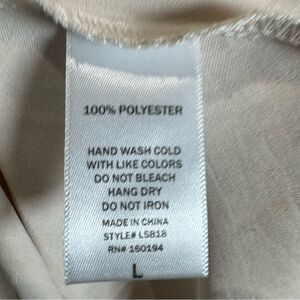 100% POLYESTER
HAND WASH COLD
WITH LIKE COLORS
DO NOT BLEACH
HANG DRY
DO NOT IRON
MADE IN CHINA
STYLE# L5818
RN# 160194
L